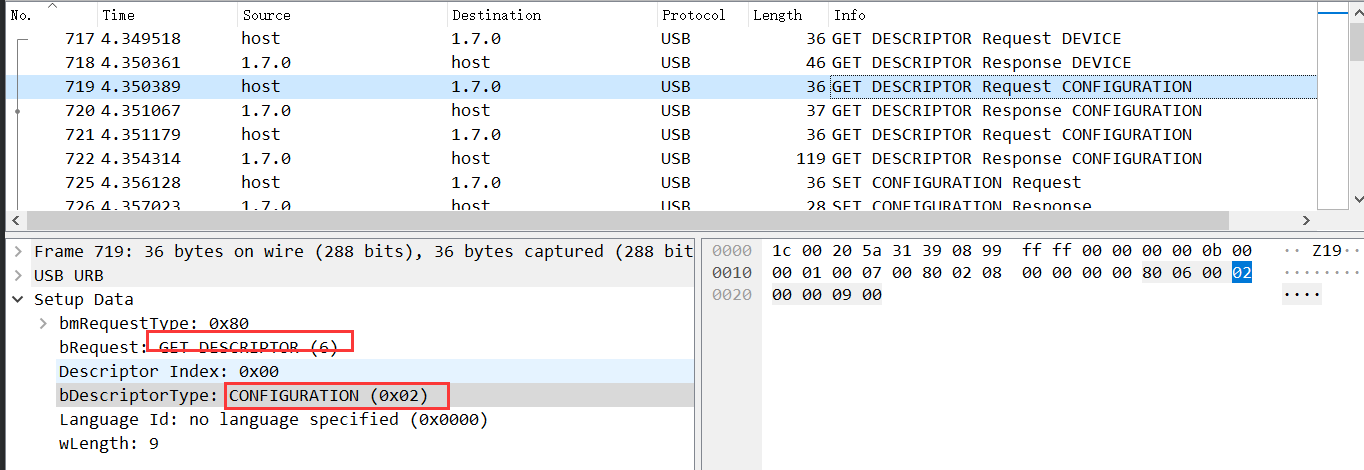 No. Time Source Destination Protocol Length Info
717 4.349518 host 1.7.0 USB 36 GET DESCRIPTOR Request DEVICE
718 4.350361 1.7.0 host USB 46 GET DESCRIPTOR Response DEVICE
719 4.350389 host 1.7.0 USB 36 GET DESCRIPTOR Request CONFIGURATION
720 4.351067 1.7.0 host USB 37 GET DESCRIPTOR Response CONFIGURATION
721 4.351179 host 1.7.0 USB 36 GET DESCRIPTOR Request CONFIGURATION
722 4.354314 1.7.0 host USB 119 GET DESCRIPTOR Response CONFIGURATION
725 4.356128 host 1.7.0 USB 36 SET CONFIGURATION Request
726 4.357023 1.7.0 host USB 28 SET CONFIGURATION Response
Frame 719: 36 bytes on wire (288 bits), 36 bytes captured (288 bit
USB URB
Setup Data
bmRequestType: 0x80
bRequest: GET DESCRIPTOR (6)
Descriptor Index: 0x00
bDescriptorType: CONFIGURATION (0x02)
Language Id: no language specified (0x0000)
wLength: 9
0000 1c 00 20 5a 31 39 08 99 ff ff 00 00 00 00 0b 00 ·· Z19··
0010 00 01 00 07 00 80 02 08 00 00 00 00 80 06 00 02 ········
0020 00 00 09 00 ····